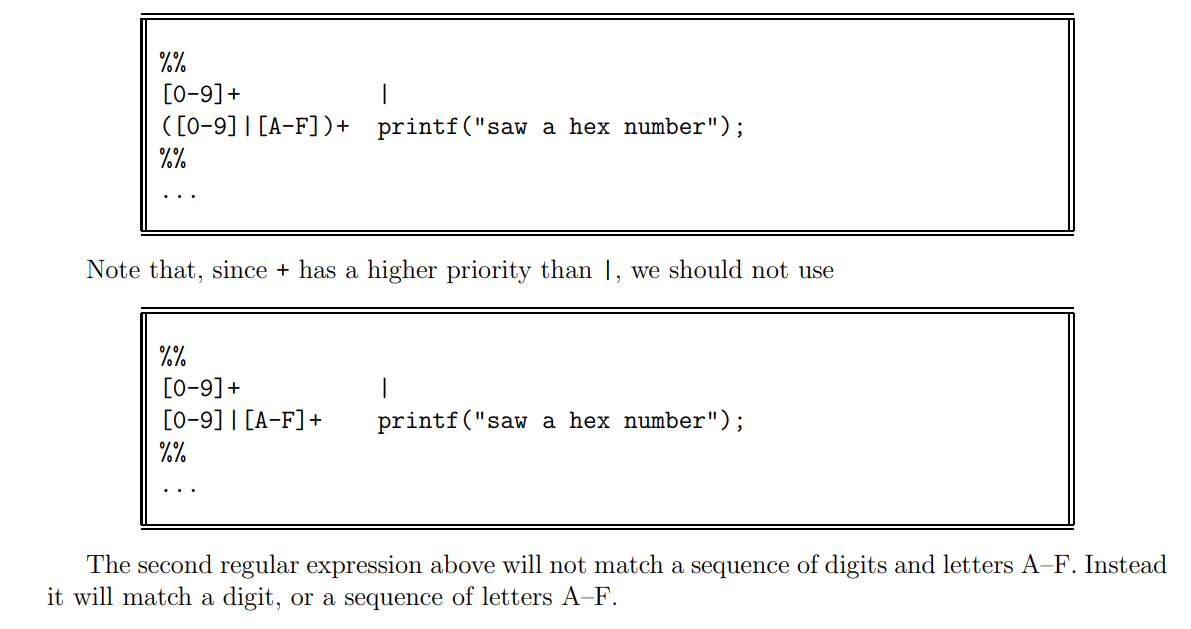 %%
[0-9]+ |
([0-9]|[A-F])+ printf("saw a hex number");
%%
...
Note that, since + has a higher priority than |, we should not use
%%
[0-9]+ |
[0-9]|[A-F]+ printf("saw a hex number");
%%
...
The second regular expression above will not match a sequence of digits and letters A–F. Instead
it will match a digit, or a sequence of letters A–F.